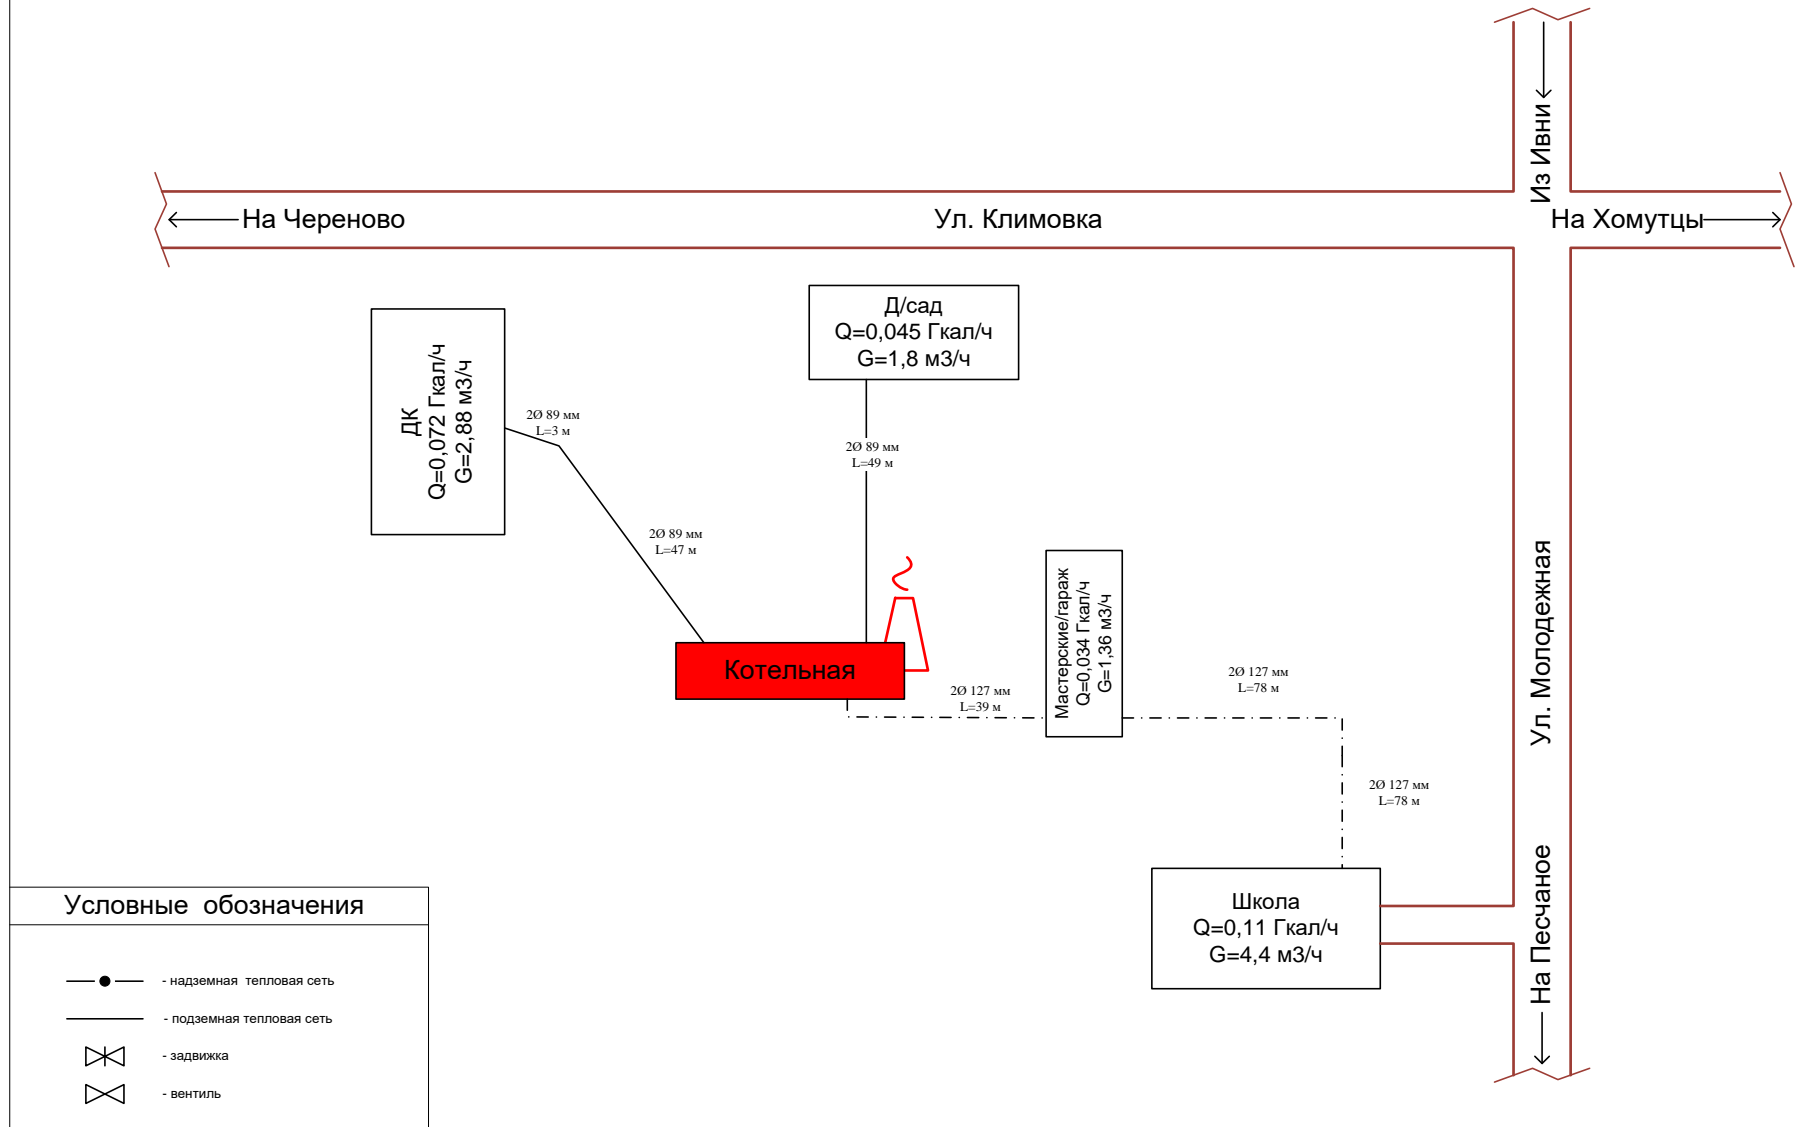 Из Ивни
На Череново
Ул. Климовка
На Хомутцы
Д/сад
Q=0,045 Гкал/ч
G=1,8 м3/ч
ДК
Q=0,072 Гкал/ч
G=2,88 м3/ч
2Ø 89 мм
L=3 м
2Ø 89 мм
L=49 м
2Ø 89 мм
L=47 м
Котельная
Мастерские/гараж
Q=0,034 Гкал/ч
G=1,36 м3/ч
2Ø 127 мм
L=39 м
2Ø 127 мм
L=78 м
Ул. Молодежная
2Ø 127 мм
L=78 м
Школа
Q=0,11 Гкал/ч
G=4,4 м3/ч
На Песчаное
Условные обозначения
- надземная тепловая сеть
- подземная тепловая сеть
- задвижка
- вентиль